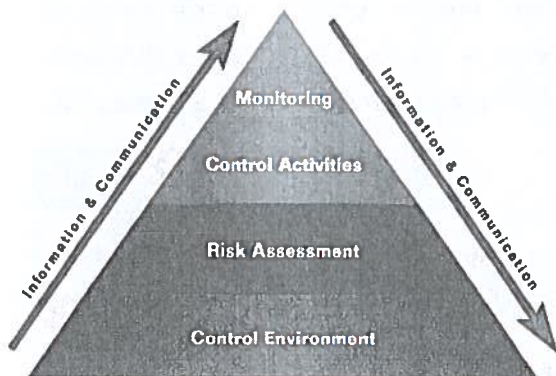 Monitoring
Control Activities
Risk Assessment
Control Environment
Information & Communication
Information & Communication